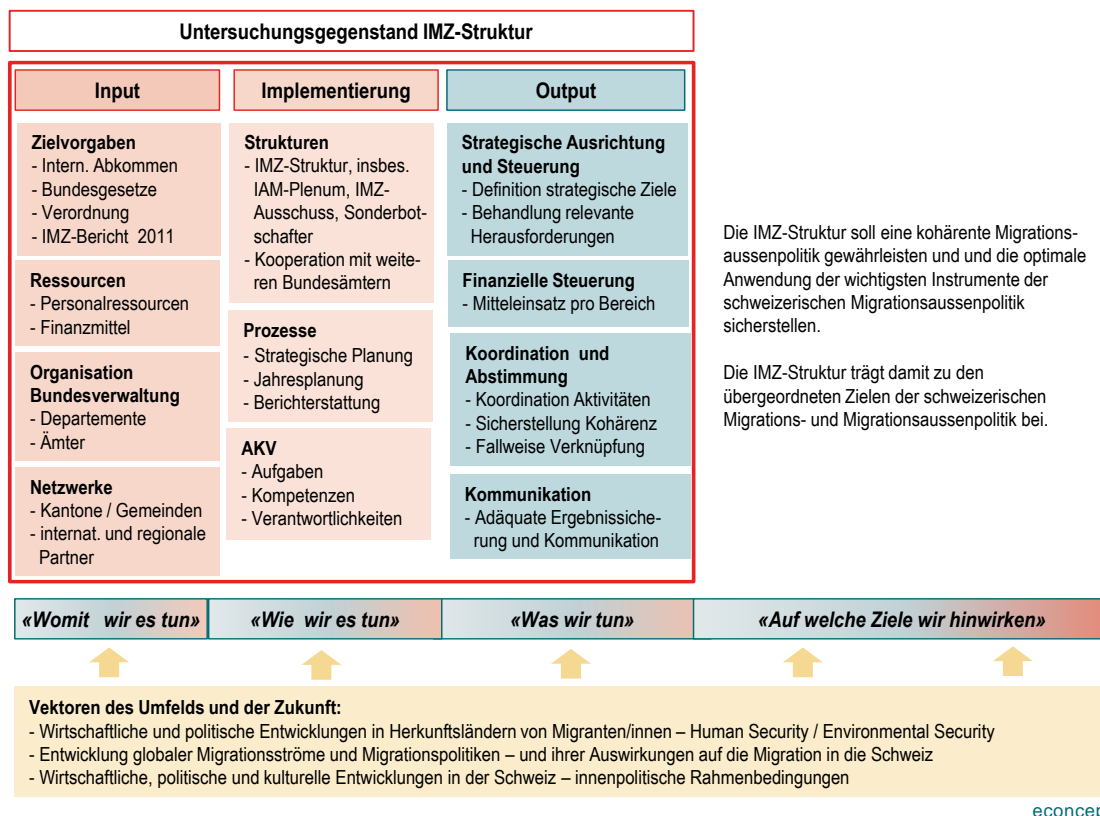 Untersuchungsgegenstand IMZ-Struktur
Input
Zielvorgaben
- Intern. Abkommen
- Bundesgesetze
- Verordnung
- IMZ-Bericht 2011
Ressourcen
- Personalressourcen
- Finanzmittel
Organisation
Bundesverwaltung
- Departemente
- Ämter
Netzwerke
- Kantone / Gemeinden
- internat. und regionale
Partner
Implementierung
Strukturen
- IMZ-Struktur, insbes.
IAM-Plenum, IMZ-
Ausschuss, Sonderbot-
schafter
- Kooperation mit weite-
ren Bundesämtern
Prozesse
- Strategische Planung
- Jahresplanung
- Berichterstattung
AKV
- Aufgaben
- Kompetenzen
- Verantwortlichkeiten
Output
Strategische Ausrichtung
und Steuerung
- Definition strategische Ziele
- Behandlung relevante
Herausforderungen
Finanzielle Steuerung
- Mitteleinsatz pro Bereich
Koordination und
Abstimmung
- Koordination Aktivitäten
- Sicherstellung Kohärenz
- Fallweise Verknüpfung
Kommunikation
- Adäquate Ergebnissiche-
rung und Kommunikation
Die IMZ-Struktur soll eine kohärente Migrations-
aussenpolitik gewährleisten und und die optimale
Anwendung der wichtigsten Instrumente der
schweizerischen Migrationsaussenpolitik
sicherstellen.
Die IMZ-Struktur trägt damit zu den
übergeordneten Zielen der schweizerischen
Migrations- und Migrationsaussenpolitik bei.
«Womit wir es tun»
«Wie wir es tun»
«Was wir tun»
«Auf welche Ziele wir hinwirken»
Vektoren des Umfelds und der Zukunft:
- Wirtschaftliche und politische Entwicklungen in Herkunftsländern von Migranten/innen – Human Security / Environmental Security
- Entwicklung globaler Migrationsströme und Migrationspolitiken – und ihrer Auswirkungen auf die Migration in die Schweiz
- Wirtschaftliche, politische und kulturelle Entwicklungen in der Schweiz – innenpolitische Rahmenbedingungen
econcep